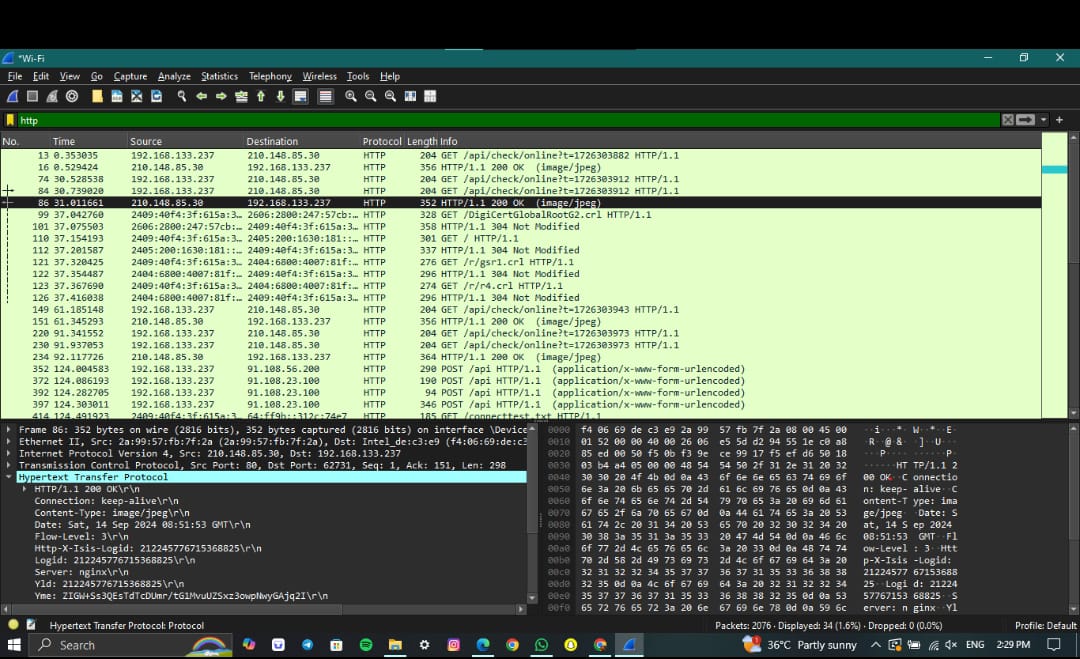 *Wi-Fi
File Edit View Go Capture Analyze Statistics Telephony Wireless Tools Help
http
No. Time Source Destination Protocol Length Info
13 0.353035 192.168.133.237 210.148.85.30 HTTP 204 GET /api/check/online?t=1726303882 HTTP/1.1
16 0.529424 210.148.85.30 192.168.133.237 HTTP 356 HTTP/1.1 200 OK (image/jpeg)
74 30.528538 192.168.133.237 210.148.85.30 HTTP 204 GET /api/check/online?t=1726303912 HTTP/1.1
84 30.739020 192.168.133.237 210.148.85.30 HTTP 204 GET /api/check/online?t=1726303912 HTTP/1.1
86 31.011661 210.148.85.30 192.168.133.237 HTTP 352 HTTP/1.1 200 OK (image/jpeg)
99 37.042760 2409:40f4:3f:615a:3… 2606:2800:247:57cb:… HTTP 328 GET /DigiCertGlobalRootG2.crl HTTP/1.1
101 37.075503 2606:2800:247:57cb:… 2409:40f4:3f:615a:3… HTTP 358 HTTP/1.1 304 Not Modified
110 37.154193 2409:40f4:3f:615a:3… 2405:200:1630:181::… HTTP 301 GET / HTTP/1.1
112 37.201587 2405:200:1630:181::… 2409:40f4:3f:615a:3… HTTP 337 HTTP/1.1 304 Not Modified
121 37.320425 2409:40f4:3f:615a:3… 2404:6800:4007:81f:… HTTP 276 GET /r/gsr1.crl HTTP/1.1
122 37.354487 2404:6800:4007:81f:… 2409:40f4:3f:615a:3… HTTP 296 HTTP/1.1 304 Not Modified
123 37.367690 2409:40f4:3f:615a:3… 2404:6800:4007:81f:… HTTP 274 GET /r/r4.crl HTTP/1.1
126 37.416038 2404:6800:4007:81f:… 2409:40f4:3f:615a:3… HTTP 296 HTTP/1.1 304 Not Modified
149 61.185148 192.168.133.237 210.148.85.30 HTTP 204 GET /api/check/online?t=1726303943 HTTP/1.1
151 61.345293 210.148.85.30 192.168.133.237 HTTP 356 HTTP/1.1 200 OK (image/jpeg)
220 91.341552 192.168.133.237 210.148.85.30 HTTP 204 GET /api/check/online?t=1726303973 HTTP/1.1
230 91.937053 192.168.133.237 210.148.85.30 HTTP 204 GET /api/check/online?t=1726303973 HTTP/1.1
234 92.117726 210.148.85.30 192.168.133.237 HTTP 364 HTTP/1.1 200 OK (image/jpeg)
352 124.004583 192.168.133.237 91.108.56.200 HTTP 290 POST /api HTTP/1.1 (application/x-www-form-urlencoded)
372 124.086193 192.168.133.237 91.108.23.100 HTTP 190 POST /api HTTP/1.1 (application/x-www-form-urlencoded)
392 124.282705 192.168.133.237 91.108.23.100 HTTP 94 POST /api HTTP/1.1 (application/x-www-form-urlencoded)
397 124.303011 192.168.133.237 91.108.23.100 HTTP 346 POST /api HTTP/1.1 (application/x-www-form-urlencoded)
414 124.491923 2409:40f4:3f:615a:3… 64:ff9b::312c:74e7 HTTP 185 GET /connecttest.txt HTTP/1.1
Frame 86: 352 bytes on wire (2816 bits), 352 bytes captured (2816 bits) on interface \Device
Ethernet II, Src: 2a:99:57:fb:7f:2a (2a:99:57:fb:7f:2a), Dst: Intel_de:c3:e9 (f4:06:69:de:c3
Internet Protocol Version 4, Src: 210.148.85.30, Dst: 192.168.133.237
Transmission Control Protocol, Src Port: 80, Dst Port: 62731, Seq: 1, Ack: 151, Len: 298
Hypertext Transfer Protocol
HTTP/1.1 200 OK\r\n
Connection: keep-alive\r\n
Content-Type: image/jpeg\r\n
Date: Sat, 14 Sep 2024 08:51:53 GMT\r\n
Flow-Level: 3\r\n
Http-X-Isis-Logid: 212245776715368825\r\n
Logid: 212245776715368825\r\n
Server: nginx\r\n
Yld: 212245776715368825\r\n
Yme: ZIGW+Ss3QEsTdTcDUmr/tG1MvuUZSxz3owpNwyGAjq2I\r\n
0000 f4 06 69 de c3 e9 2a 99 57 fb 7f 2a 08 00 45 00 ··i···*· W··*··E·
0010 01 52 00 00 40 00 26 06 e5 5d d2 94 55 1e c0 a8
0020 85 ed 00 50 f5 0b f3 9e ce 99 17 f5 ef d6 50 18
0030 03 b4 a4 05 00 00 48 54 54 50 2f 31 2e 31 20 32 ······HT TP/1.1 2
0040 30 30 20 4f 4b 0d 0a 43 6f 6e 6e 65 63 74 69 6f 00 OK··C onnectio
0050 6e 3a 20 6b 65 65 70 2d 61 6c 69 76 65 0d 0a 43 n: keep- alive··C
0060 6f 6e 74 65 6e 74 2d 54 79 70 65 3a 20 69 6d 61 ontent-T ype: ima
0070 67 65 2f 6a 70 65 67 0d 0a 44 61 74 65 3a 20 53 ge/jpeg· ·Date: S
0080 61 74 2c 20 31 34 20 53 65 70 20 32 30 32 34 20 at, 14 S ep 2024
0090 30 38 3a 35 31 3a 35 33 20 47 4d 54 0d 0a 46 6c 08:51:53 GMT··Fl
00a0 6f 77 2d 4c 65 76 65 6c 3a 20 33 0d 0a 48 74 74 ow-Level : 3··Htt
00b0 70 2d 58 2d 49 73 69 73 2d 4c 6f 67 69 64 3a 20 p-X-Isis -Logid:
00c0 32 31 32 32 34 35 37 37 36 37 31 35 33 36 38 38 21224577 67153688
00d0 32 35 0d 0a 4c 6f 67 69 64 3a 20 32 31 32 32 34 25··Logi d: 21224
00e0 35 37 37 36 37 31 35 33 36 38 38 32 35 0d 0a 53 57767153 68825··S
00f0 65 72 76 65 72 3a 20 6e 67 69 6e 78 0d 0a 59 6c erver: n ginx··Yl
Hypertext Transfer Protocol: Protocol
Packets: 2076 · Displayed: 34 (1.6%) · Dropped: 0 (0.0%)
Profile: Default
Search
36°C Partly sunny
ENG
2:29 PM